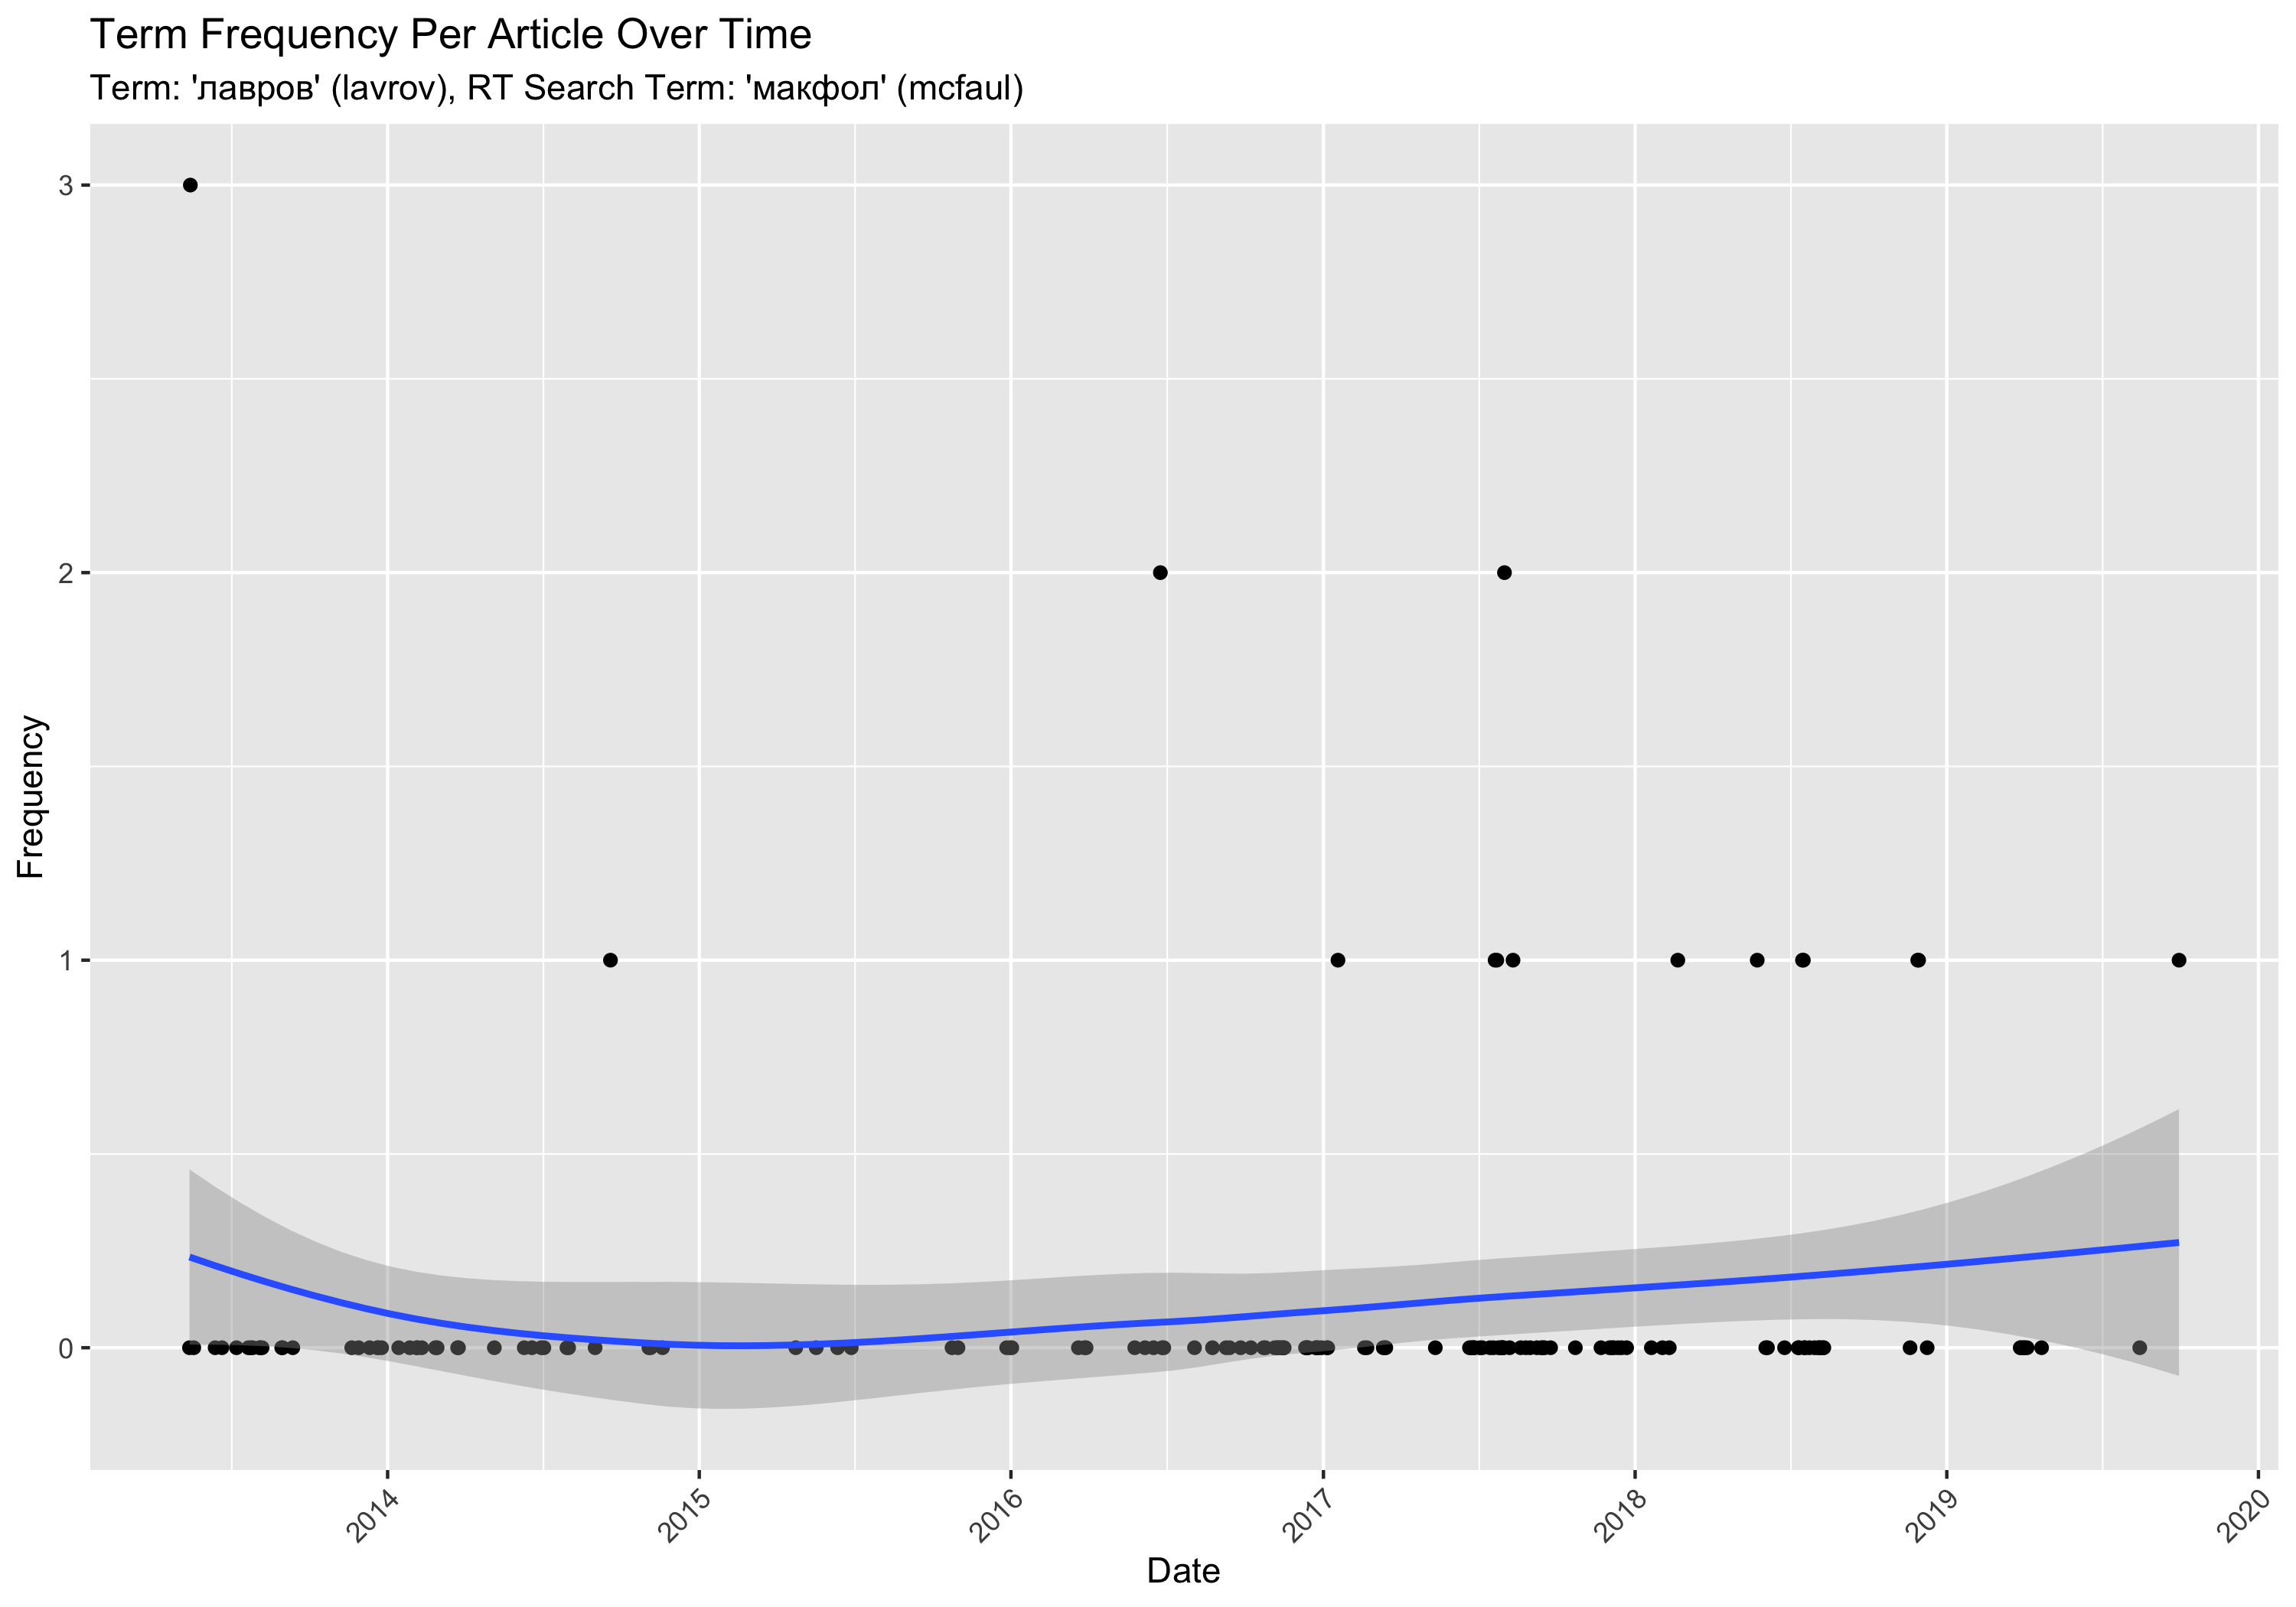 Term Frequency Per Article Over Time
Term: 'лавров' (lavrov), RT Search Term: 'макфол' (mcfaul)
3
2
1
0
Frequency
2014
2015
2016
2017
2018
2019
2020
Date